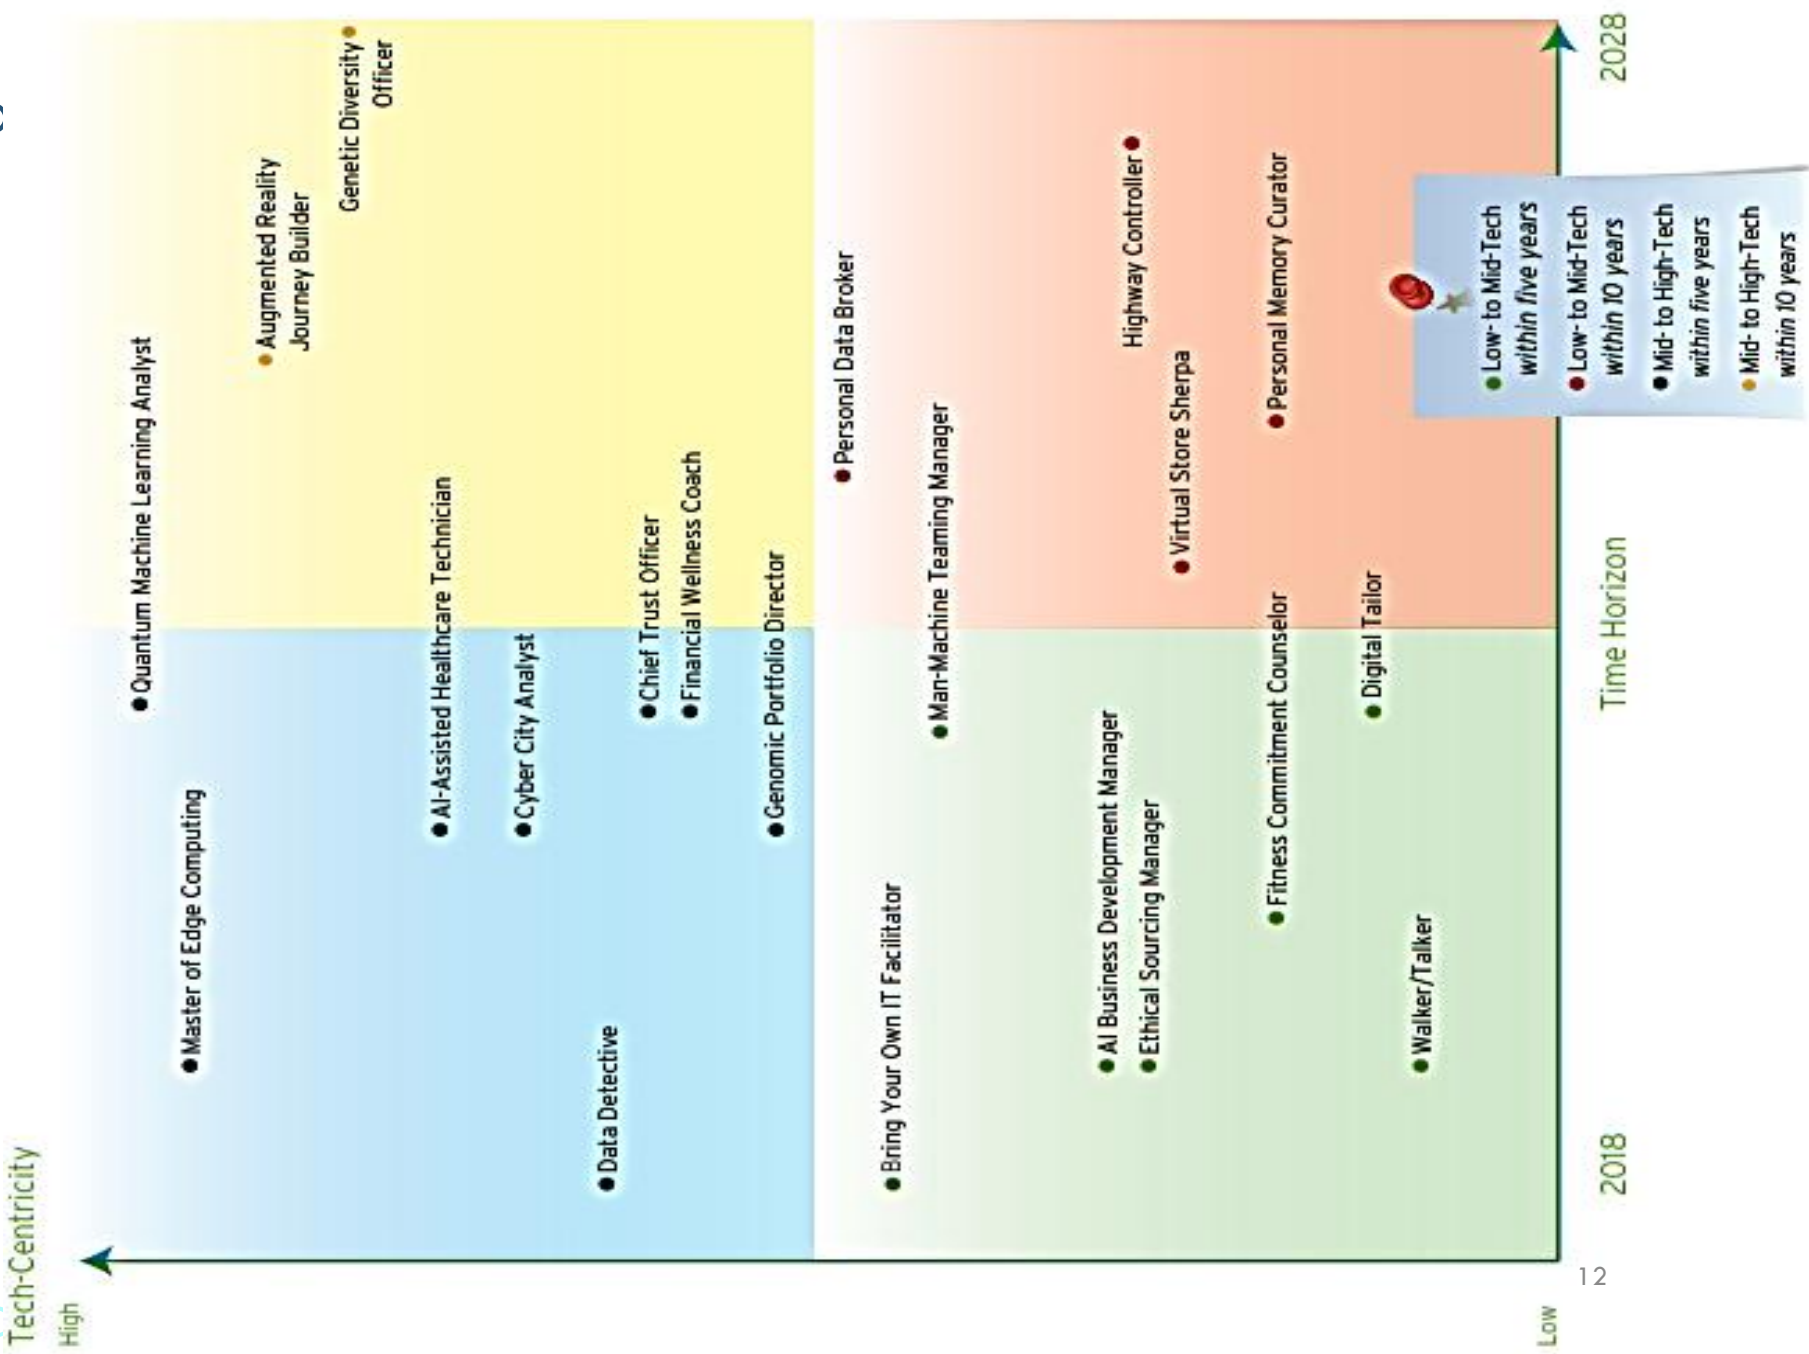 Tech-Centricity
High
Quantum Machine Learning Analyst
Master of Edge Computing
Augmented Reality
Journey Builder
Genetic Diversity
Officer
AI-Assisted Healthcare Technician
Cyber City Analyst
Data Detective
Chief Trust Officer
Financial Wellness Coach
Genomic Portfolio Director
Personal Data Broker
Bring Your Own IT Facilitator
Man-Machine Teaming Manager
AI Business Development Manager
Highway Controller
Ethical Sourcing Manager
Virtual Store Sherpa
Fitness Commitment Counselor
Personal Memory Curator
Digital Tailor
Walker/Talker
Low- to Mid-Tech
within five years
Low- to Mid-Tech
within 10 years
Mid- to High-Tech
within five years
Mid- to High-Tech
within 10 years
Low
2018
Time Horizon
2028
12